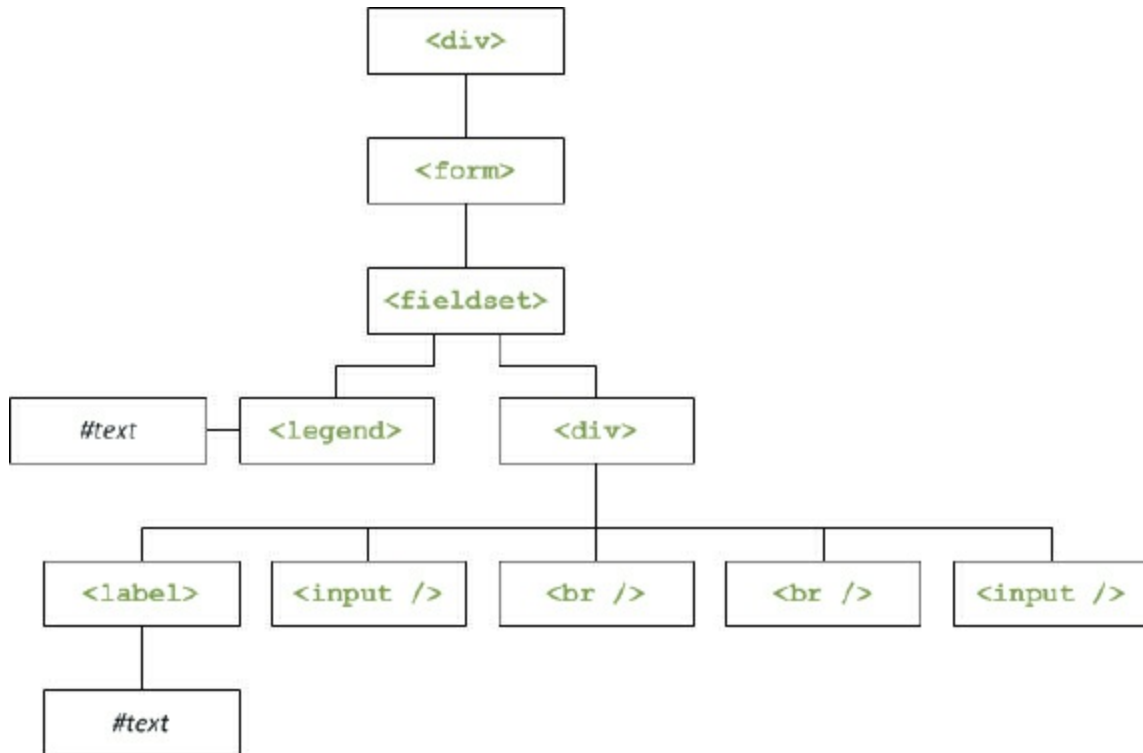 <div>
<form>
<fieldset>
#text <legend> <div>
<label> <input /> <br /> <br /> <input />
#text